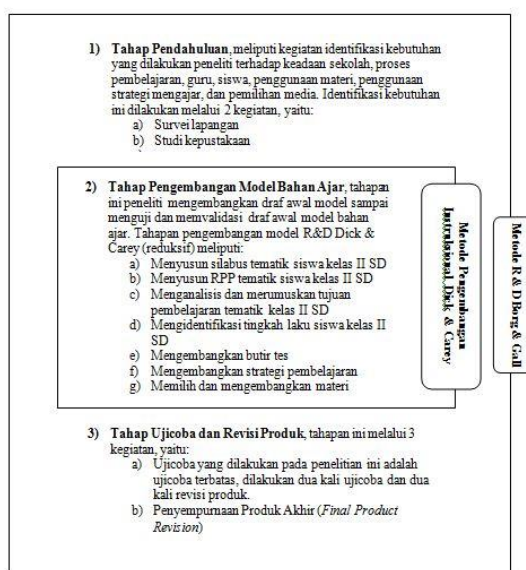 1) Tahap Pendahuluan, meliputi kegiatan identifikasi kebutuhan
yang dilakukan peneliti terhadap keadaan sekolah, proses
pembelajaran, guru, siswa, penggunaan materi, penggunaan
strategi mengajar, dan pemilihan media. Identifikasi kebutuhan
ini dilakukan melalui 2 kegiatan, yaitu:
a) Survei lapangan
b) Studi kepustakaan
2) Tahap Pengembangan Model Bahan Ajar, tahapan
ini peneliti mengembangkan draf awal model sampai
menguji dan memvalidasi draf awal model bahan
ajar. Tahapan pengembangan model R&D Dick &
Carey (reduksif) meliputi:
a) Menyusun silabus tematik siswa kelas II SD
b) Menyusun RPP tematik siswa kelas II SD
c) Menganalisis dan merumuskan tujuan
pembelajaran tematik kelas II SD
d) Mengidentifikasi tingkah laku siswa kelas II
SD
e) Mengembangkan butir tes
f) Mengembangkan strategi pembelajaran
g) Memilih dan mengembangkan materi
Metode Pengembangan
Instruksional Dick & Carey
Metode R & D Borg & Gall
3) Tahap Ujicoba dan Revisi Produk, tahapan ini melalui 3
kegiatan, yaitu:
a) Ujicoba yang dilakukan pada penelitian ini adalah
ujicoba terbatas, dilakukan dua kali ujicoba dan dua
kali revisi produk.
b) Penyempurnaan Produk Akhir (Final Product
Revision)